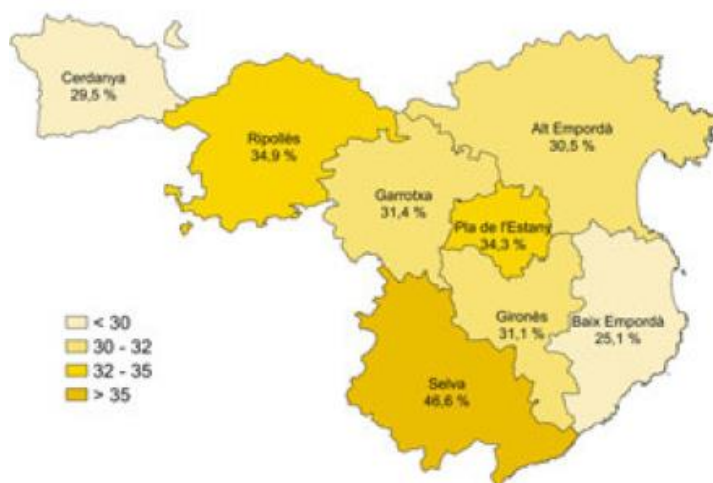 Cerdanya
29,5 %
Ripollès
34,9 %
Alt Empordà
30,5 %
Garrotxa
31,4 %
Pla de l'Estany
34,3 %
Gironès
31,1 %
Baix Empordà
25,1 %
Selva
46,6 %
< 30
30 - 32
32 - 35
> 35